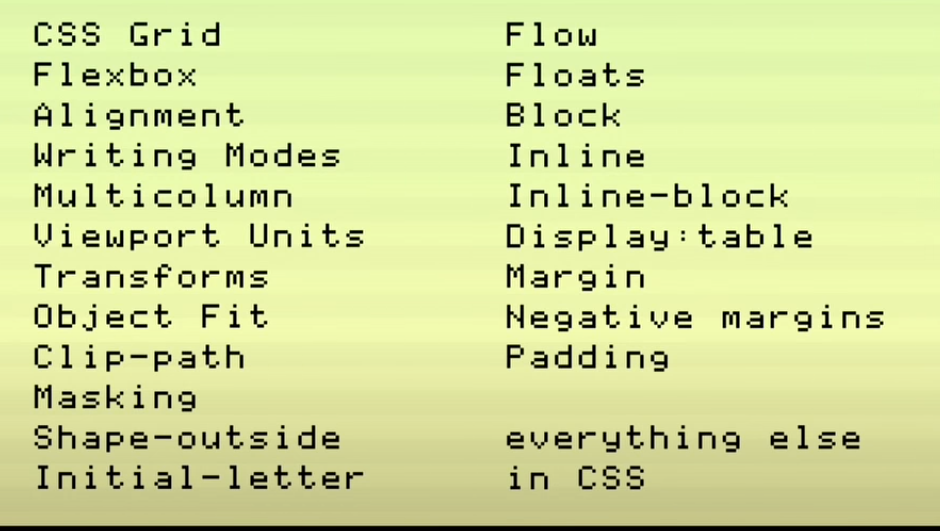 CSS Grid
Flexbox
Alignment
Writing Modes
Multicolumn
Viewport Units
Transforms
Object Fit
Clip-path
Masking
Shape-outside
Initial-letter
Flow
Floats
Block
Inline
Inline-block
Display:table
Margin
Negative margins
Padding
everything else
in CSS